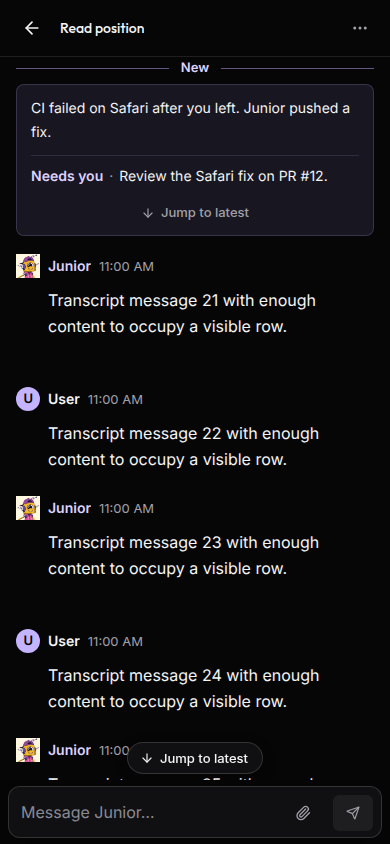 Read position
New
CI failed on Safari after you left. Junior pushed a
fix.
Needs you · Review the Safari fix on PR #12.
Jump to latest
Junior 11:00 AM
Transcript message 21 with enough
content to occupy a visible row.
U User 11:00 AM
Transcript message 22 with enough
content to occupy a visible row.
Junior 11:00 AM
Transcript message 23 with enough
content to occupy a visible row.
U User 11:00 AM
Transcript message 24 with enough
content to occupy a visible row.
Junior 11:00
Jump to latest
Message Junior...